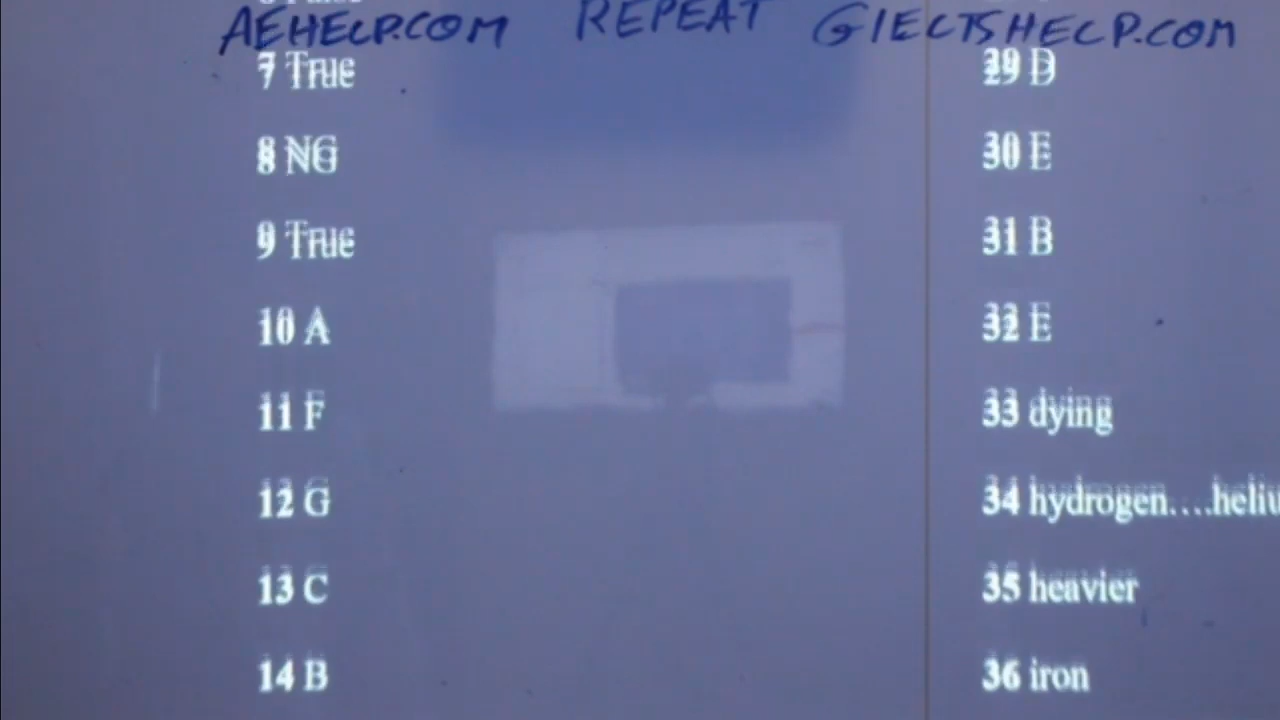 AEHELP.COM REPEAT GIELTSHELP.COM
7 True
8 NG
9 True
10 A
11 F
12 G
13 C
14 B
29 D
30 E
31 B
32 E
33 dying
34 hydrogen….heliu
35 heavier
36 iron